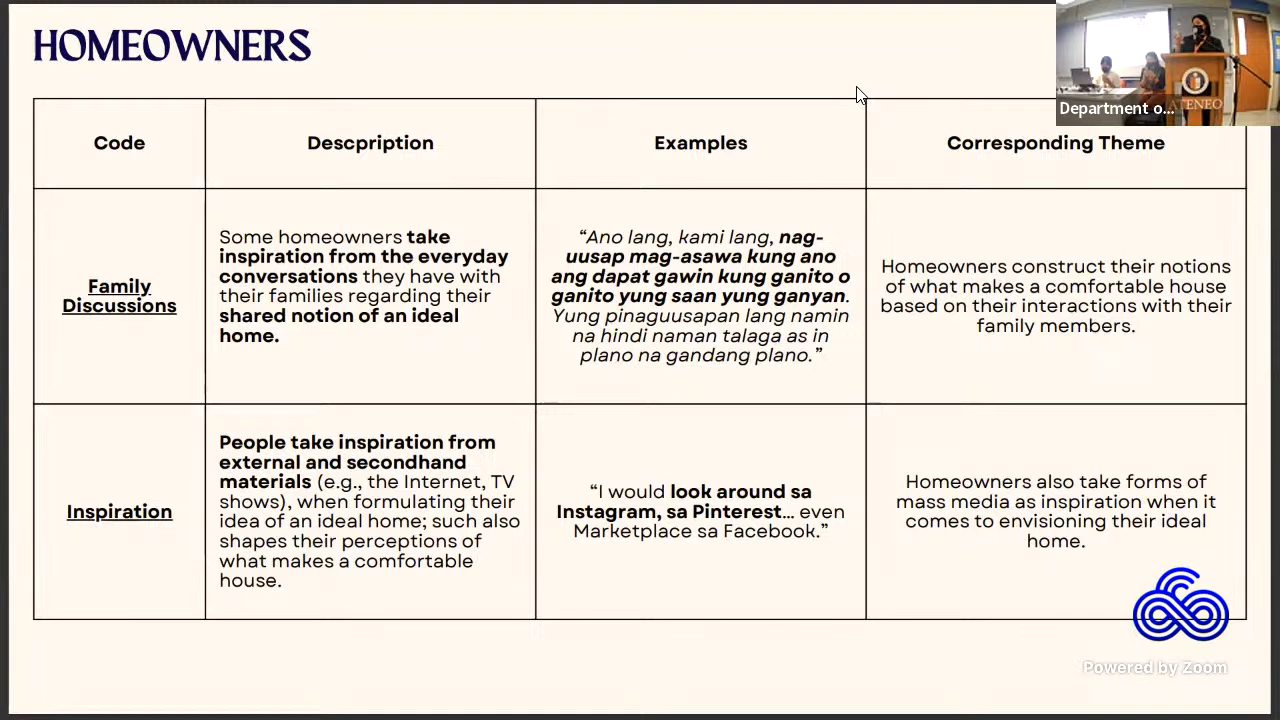 HOMEOWNERS
Department o...
ATENEO
Code
Descpription
Examples
Corresponding Theme
Family
Discussions
Some homeowners take
inspiration from the everyday
conversations they have with
their families regarding their
shared notion of an ideal
home.
“Ano lang, kami lang, nag-
uusap mag-asawa kung ano
ang dapat gawin kung ganito o
ganito yung saan yung ganyan.
Yung pinaguusapan lang namin
na hindi naman talaga as in
plano na gandang plano.”
Homeowners construct their notions
of what makes a comfortable house
based on their interactions with their
family members.
Inspiration
People take inspiration from
external and secondhand
materials (e.g., the Internet, TV
shows), when formulating their
idea of an ideal home; such also
shapes their perceptions of
what makes a comfortable
house.
“I would look around sa
Instagram, sa Pinterest... even
Marketplace sa Facebook.”
Homeowners also take forms of
mass media as inspiration when it
comes to envisioning their ideal
home.
Powered by Zoom